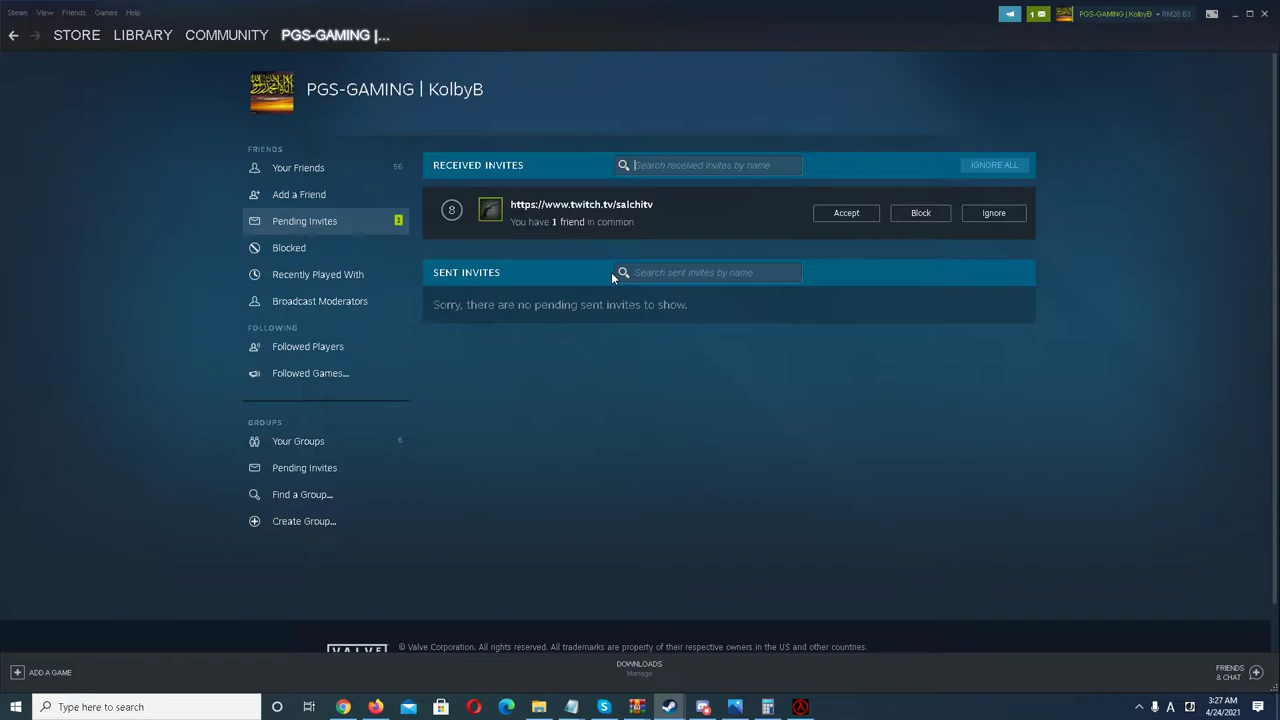 Steam View Friends Games Help
1 PGS-GAMING | KolbyB RM20 63
STORE LIBRARY COMMUNITY PGS-GAMING |...
PGS-GAMING | KolbyB
FRIENDS
Your Friends 56
Add a Friend
Pending Invites 1
Blocked
Recently Played With
Broadcast Moderators
FOLLOWING
Followed Players
Followed Games...
GROUPS
Your Groups 6
Pending Invites
Find a Group...
Create Group...
RECEIVED INVITES Search received invites by name IGNORE ALL
8 https://www.twitch.tv/salchitv
You have 1 friend in common
Accept Block Ignore
SENT INVITES Search sent invites by name
Sorry, there are no pending sent invites to show.
VALVE © Valve Corporation. All rights reserved. All trademarks are property of their respective owners in the US and other countries.
ADD A GAME
DOWNLOADS
Manage
FRIENDS
& CHAT
Type here to search
A
3:27 AM
4/24/2021